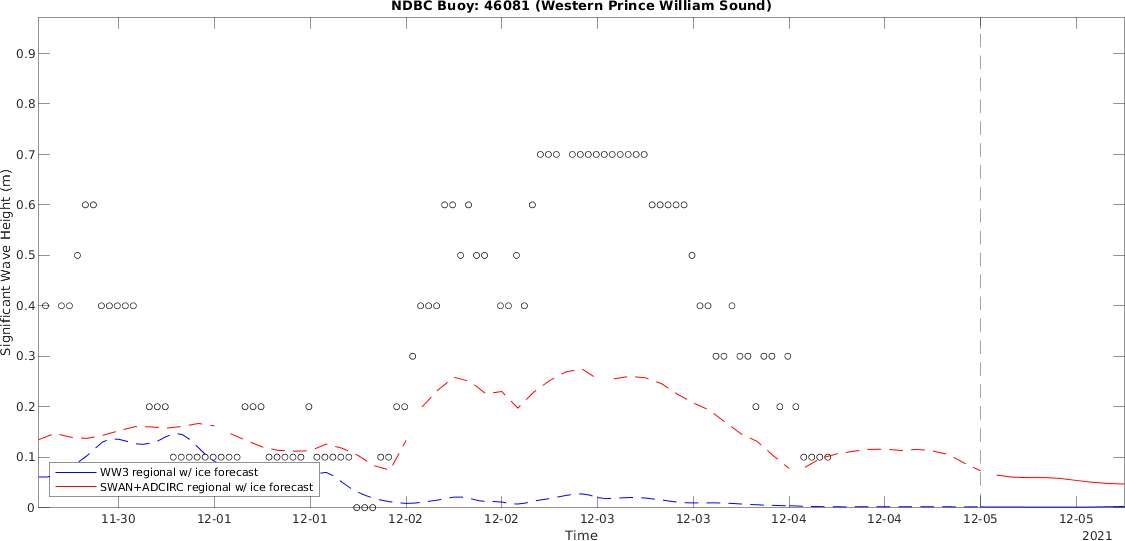 NDBC Buoy: 46081 (Western Prince William Sound)
Significant Wave Height (m)
0.9
0.8
0.7
0.6
0.5
0.4
0.3
0.2
0.1
0
WW3 regional w/ ice forecast
SWAN+ADCIRC regional w/ ice forecast
11-30 12-01 12-01 12-02 12-02 12-03 12-03 12-04 12-04 12-05 12-05
Time
2021